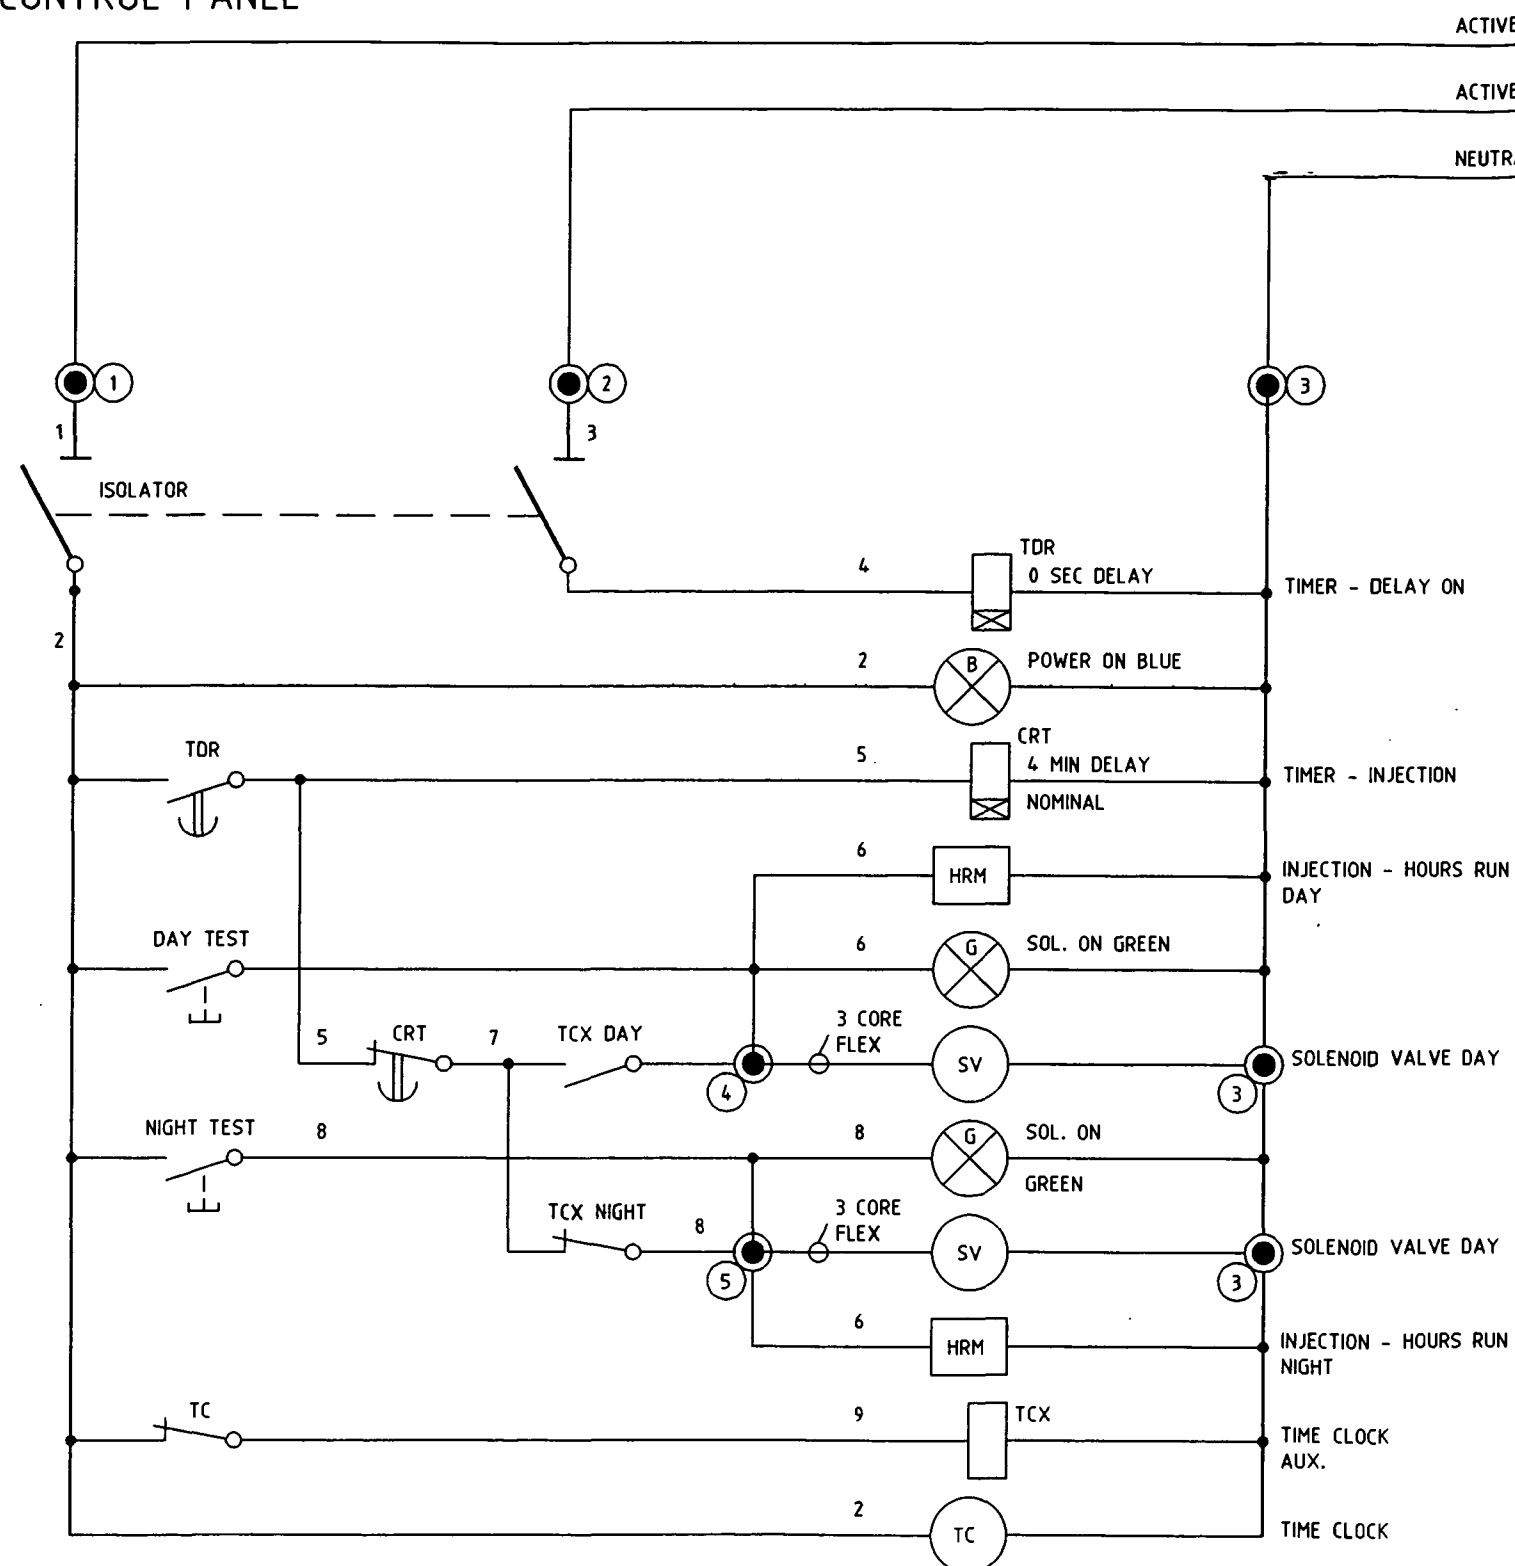 CONTROL PANEL
ACTIVE
ACTIVE
NEUTRA
1
2
3
1
3
ISOLATOR
TDR
4
0 SEC DELAY
TIMER - DELAY ON
2
2
B
POWER ON BLUE
TDR
CRT
5
4 MIN DELAY
TIMER - INJECTION
NOMINAL
6
HRM
INJECTION - HOURS RUN
DAY
DAY TEST
6
G
SOL. ON GREEN
3 CORE
FLEX
5
CRT
7
TCX DAY
SV
SOLENOID VALVE DAY
4
3
NIGHT TEST
8
8
G
SOL. ON
GREEN
TCX NIGHT
8
3 CORE
FLEX
SV
SOLENOID VALVE DAY
5
3
6
HRM
INJECTION - HOURS RUN
NIGHT
TC
9
TCX
TIME CLOCK
AUX.
2
TC
TIME CLOCK